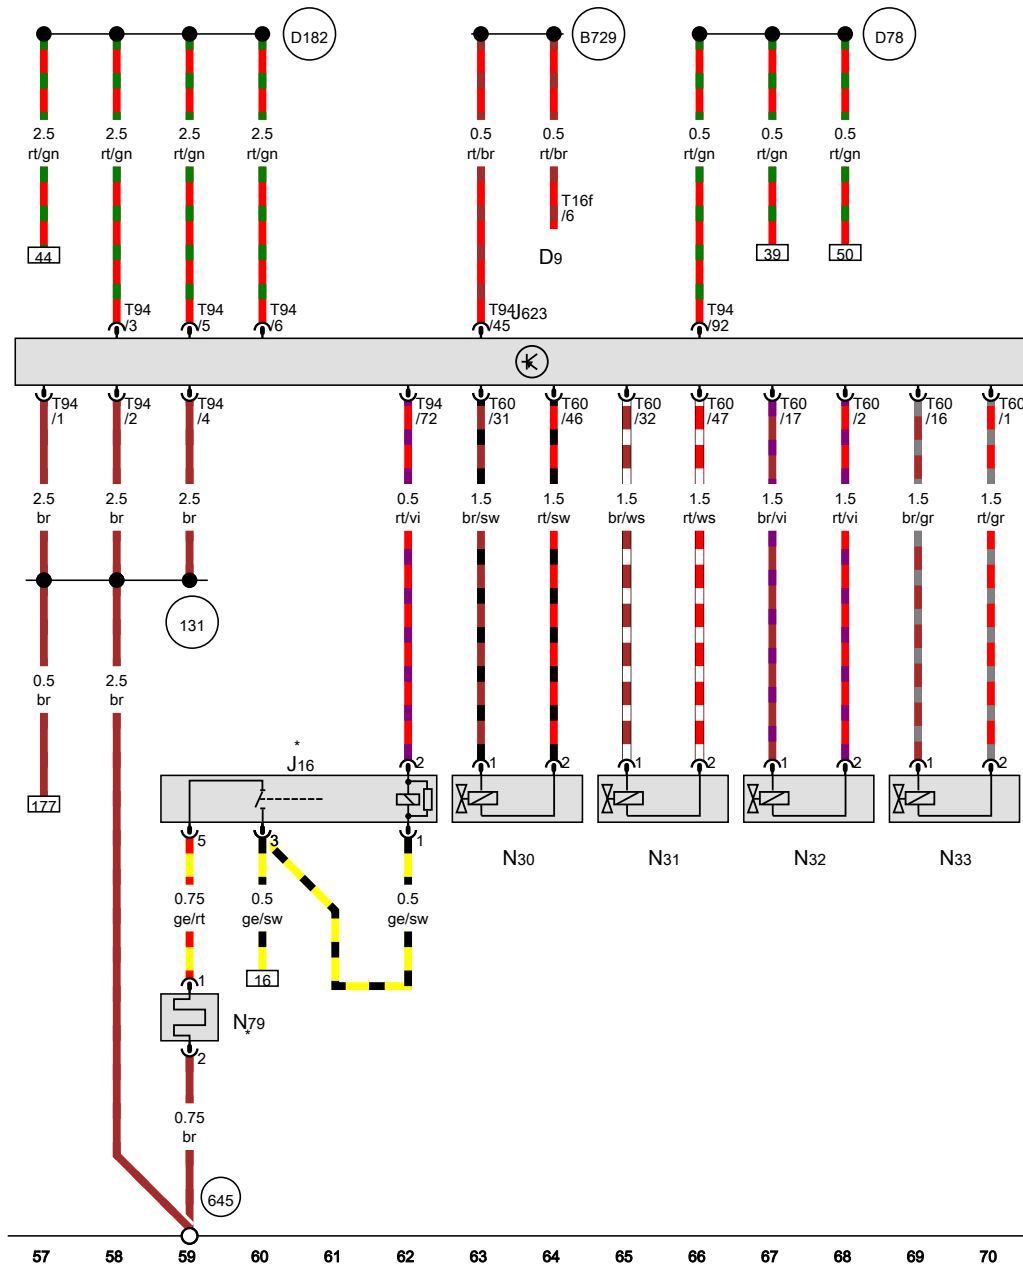 D182
B729
D78
2.5 2.5 2.5 2.5 0.5 0.5 0.5 0.5 0.5
rt/gn rt/gn rt/gn rt/gn rt/br rt/br rt/gn rt/gn rt/gn
T16f
/6
44 D9 39 50
T94 T94 T94 T94 J623 T94
/3 /5 /6 /45 /92
T94 T94 T94 T94 T60 T60 T60 T60 T60 T60 T60 T60
/1 /2 /4 /72 /31 /46 /32 /47 /17 /2 /16 /1
2.5 2.5 2.5 0.5 1.5 1.5 1.5 1.5 1.5 1.5 1.5 1.5
br br br rt/vi br/sw rt/sw br/ws rt/ws br/vi rt/vi br/gr rt/gr
131
0.5 2.5
br br
*
J16 2 1 2 1 2 1 2 1 2
177
5 3 1
N30 N31 N32 N33
0.75 0.5 0.5
ge/rt ge/sw ge/sw
16
1
N79
*
2
0.75
br
645
57 58 59 60 61 62 63 64 65 66 67 68 69 70